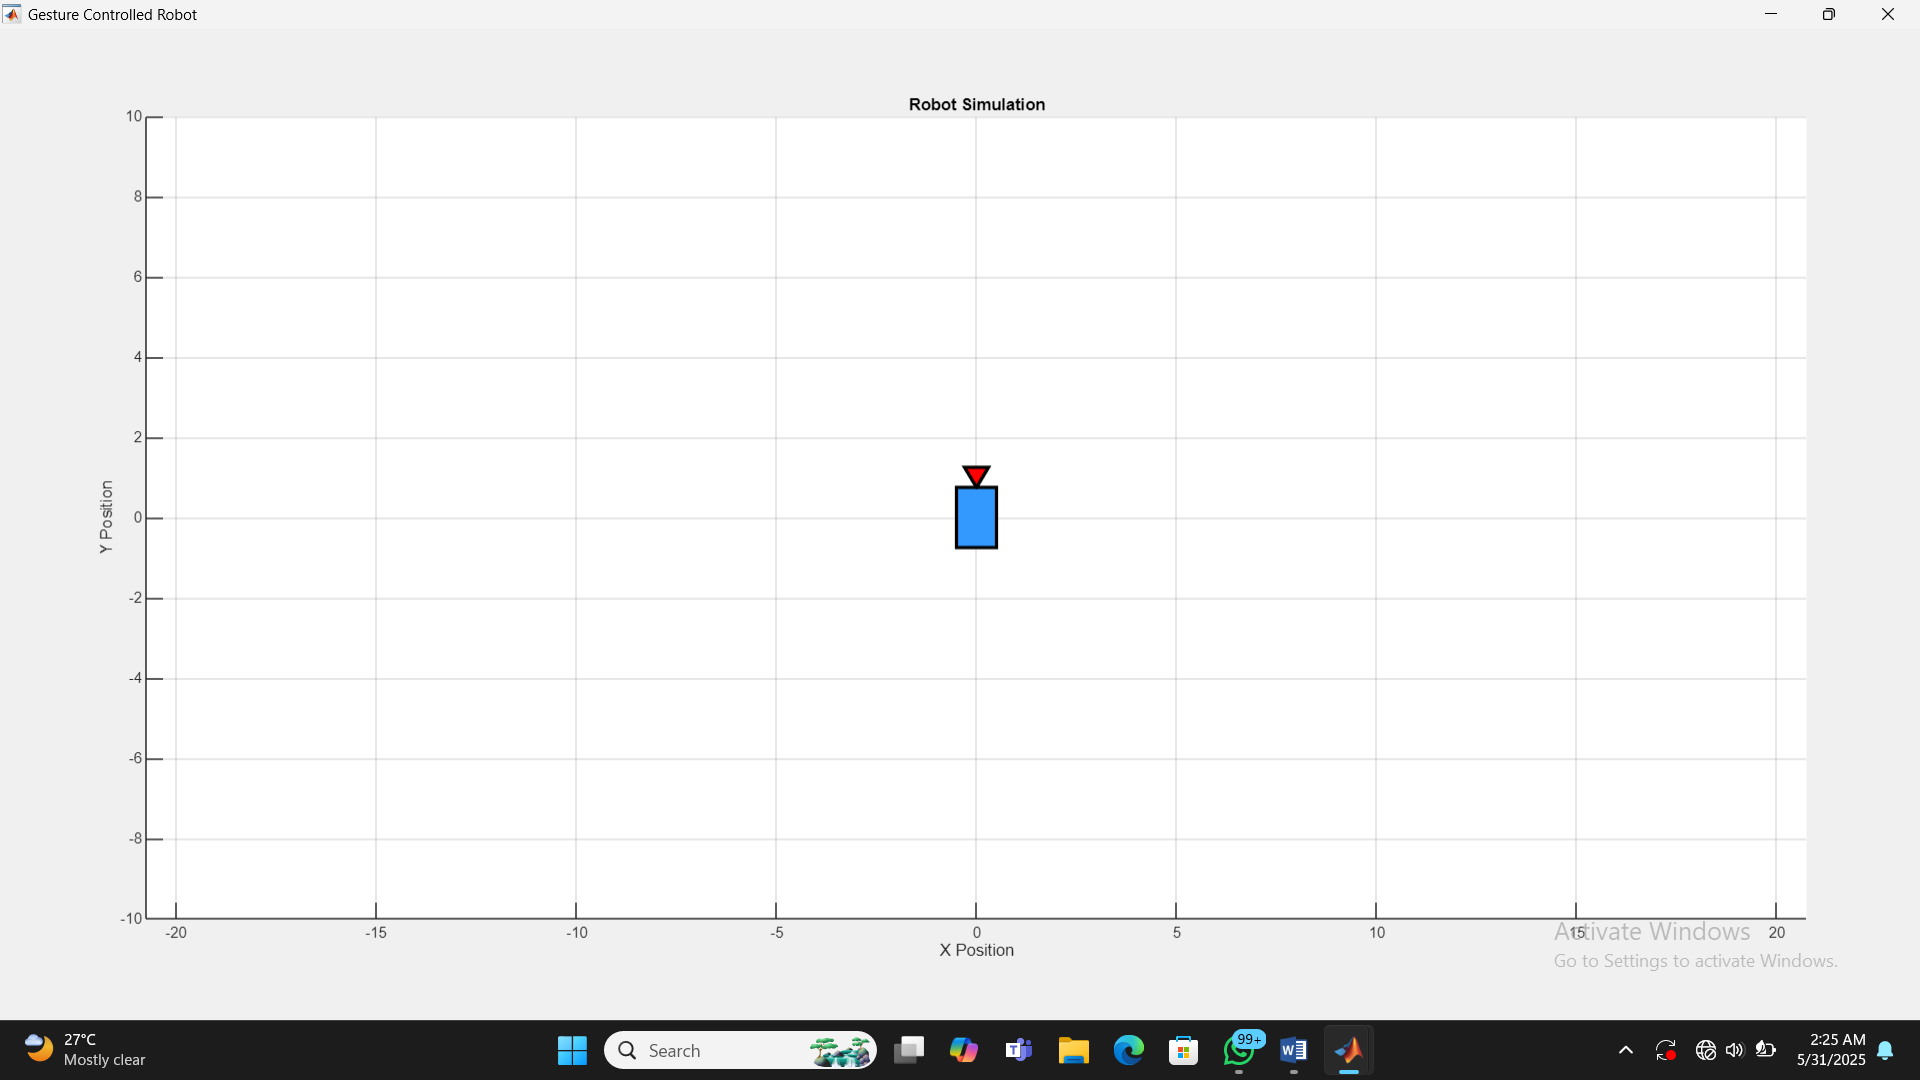 Gesture Controlled Robot
Robot Simulation
10
8
6
4
2
0
-2
-4
-6
-8
-10
Y Position
-20 -15 -10 -5 0 5 10 15 20
X Position
Activate Windows
Go to Settings to activate Windows.
27°C
Mostly clear
Search
99+
2:25 AM
5/31/2025